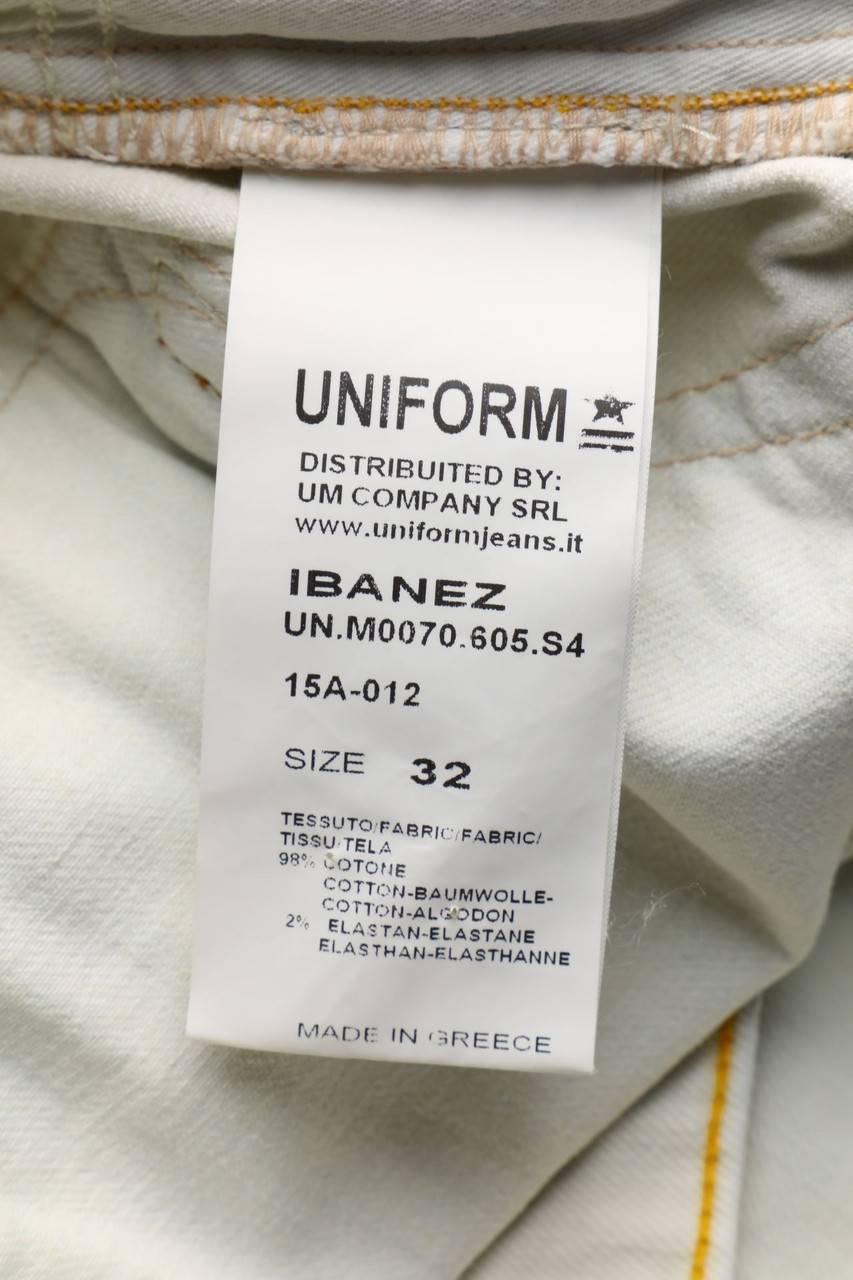 UNIFORM
DISTRIBUITED BY:
UM COMPANY SRL
www.uniformjeans.it
IBANEZ
UN.M0070.605.S4
15A-012
SIZE 32
TESSUTO/FABRIC/FABRIC/
TISSU/TELA
98% COTONE
COTTON-BAUMWOLLE-
COTTON-ALGODON
2% ELASTAN-ELASTANE
ELASTHAN-ELASTHANNE
MADE IN GREECE